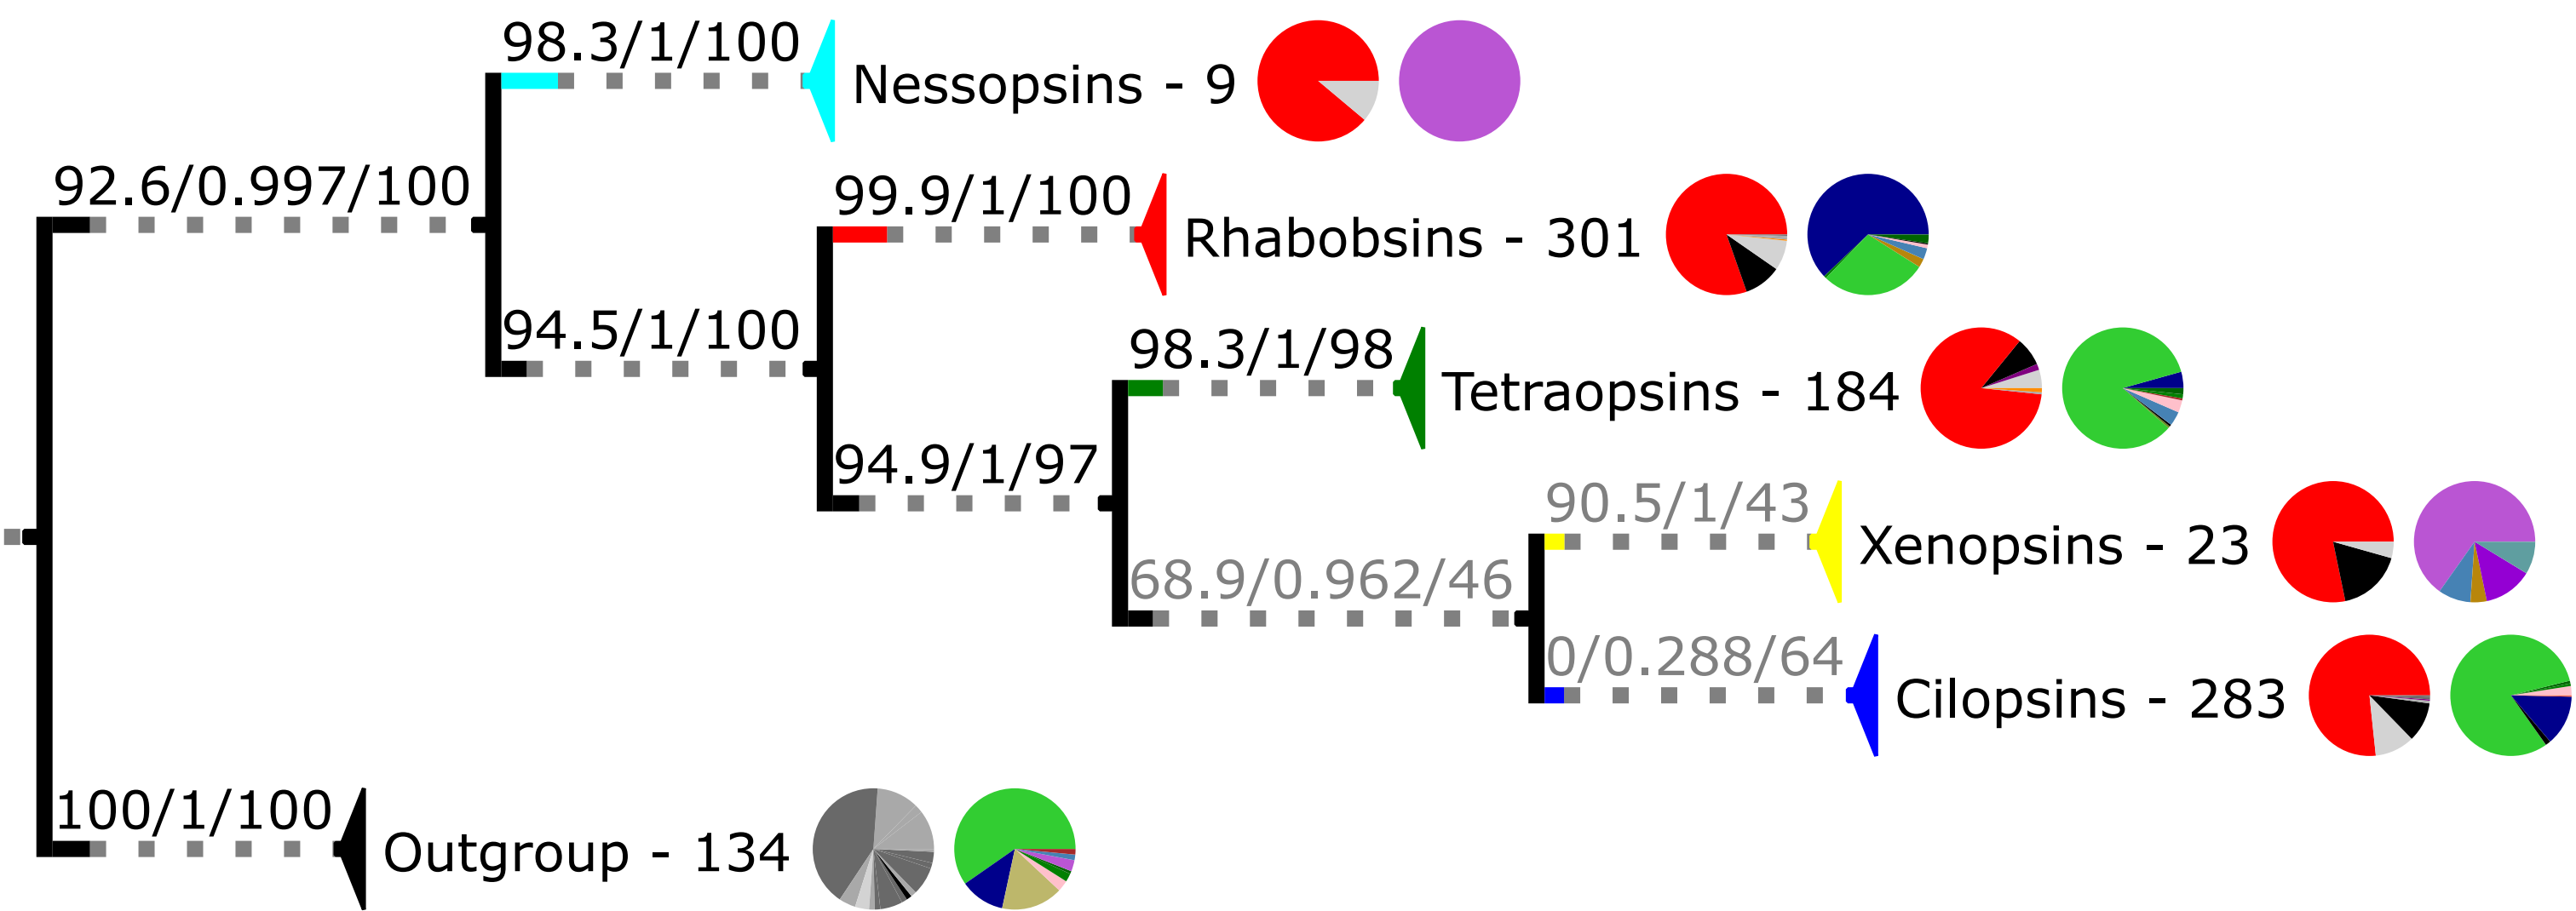 98.3/1/100
Nessopsins - 9
92.6/0.997/100
99.9/1/100
Rhabobsins - 301
94.5/1/100
98.3/1/98
Tetraopsins - 184
94.9/1/97
90.5/1/43
Xenopsins - 23
68.9/0.962/46
0/0.288/64
Cilopsins - 283
100/1/100
Outgroup - 134